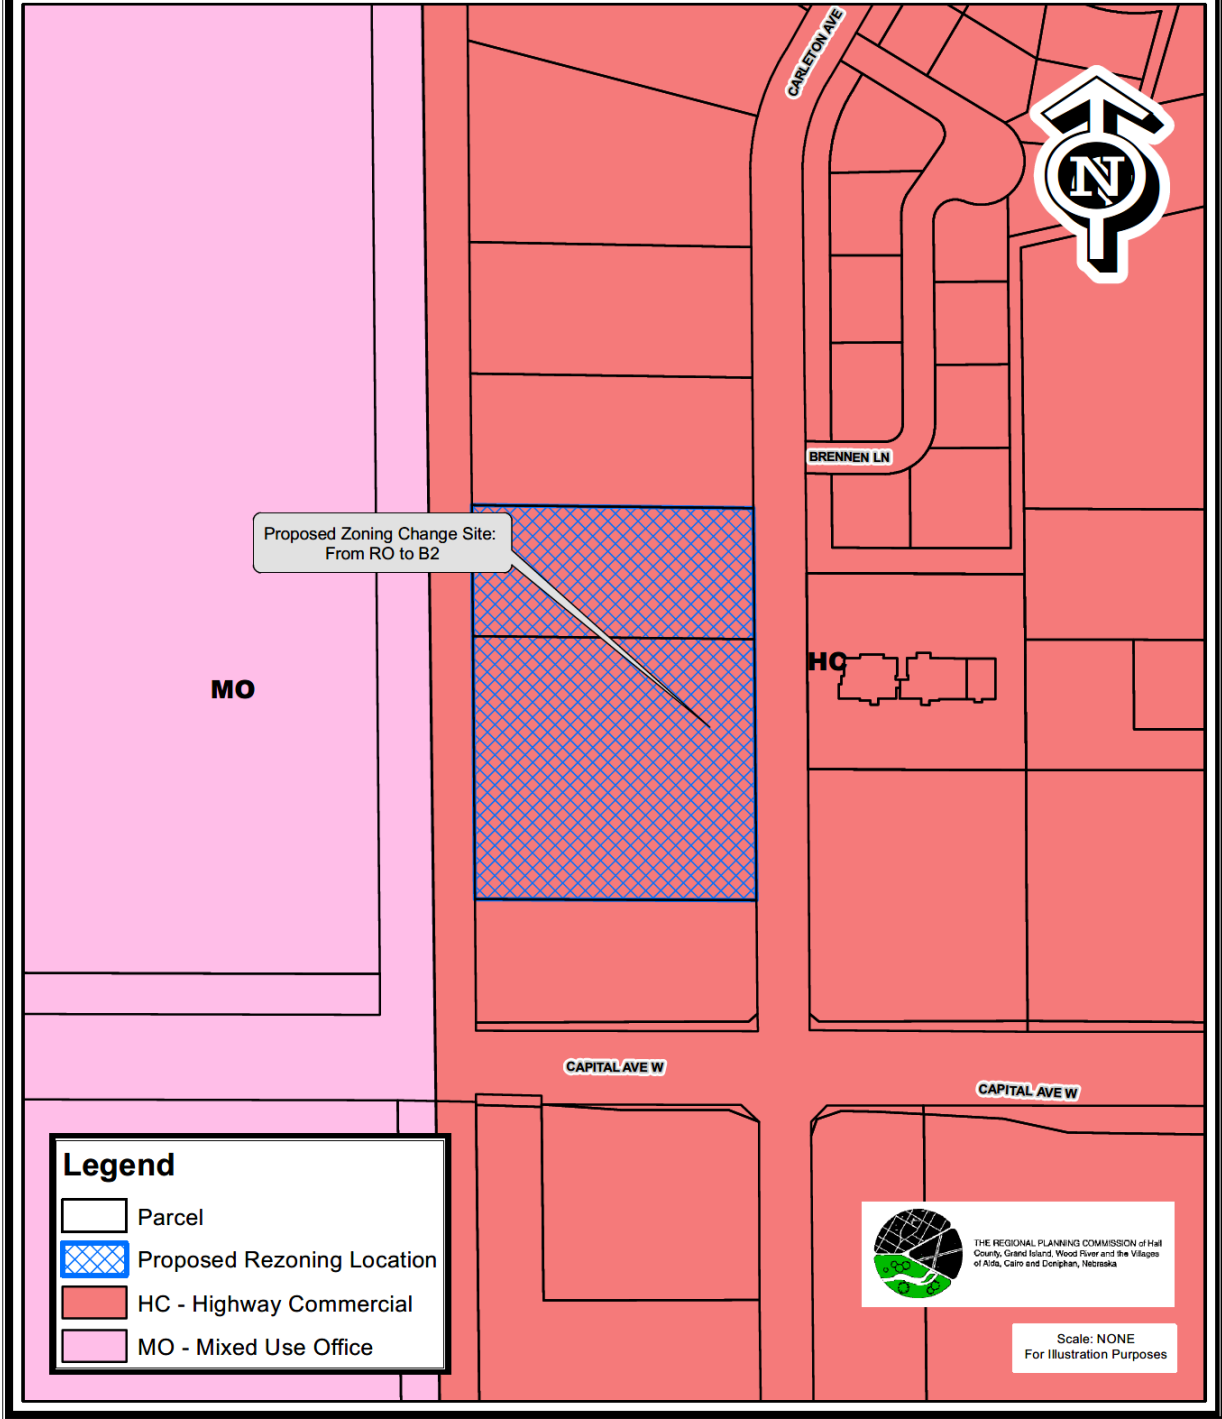 CARLETON AVE
N
BRENNEN LN
Proposed Zoning Change Site:
From RO to B2
HC
MO
CAPITAL AVE W
CAPITAL AVE W
Legend
Parcel
Proposed Rezoning Location
HC - Highway Commercial
MO - Mixed Use Office
THE REGIONAL PLANNING COMMISSION of Hall
County, Grand Island, Wood River and the Villages
of Alda, Cairo and Doniphan, Nebraska
Scale: NONE
For Illustration Purposes